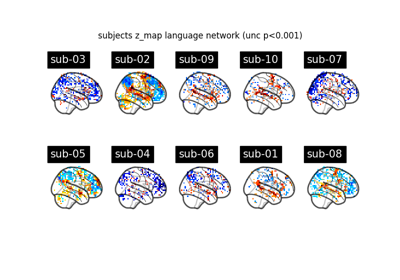 subjects z_map language network (unc p<0.001)
sub-03 sub-02 sub-09 sub-10 sub-07
sub-05 sub-04 sub-06 sub-01 sub-08